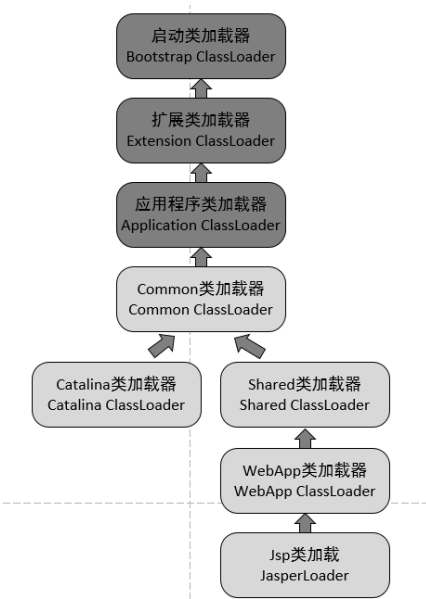 启动类加载器
Bootstrap ClassLoader
扩展类加载器
Extension ClassLoader
应用程序类加载器
Application ClassLoader
Common类加载器
Common ClassLoader
Catalina类加载器
Catalina ClassLoader
Shared类加载器
Shared ClassLoader
WebApp类加载器
WebApp ClassLoader
Jsp类加载
JasperLoader